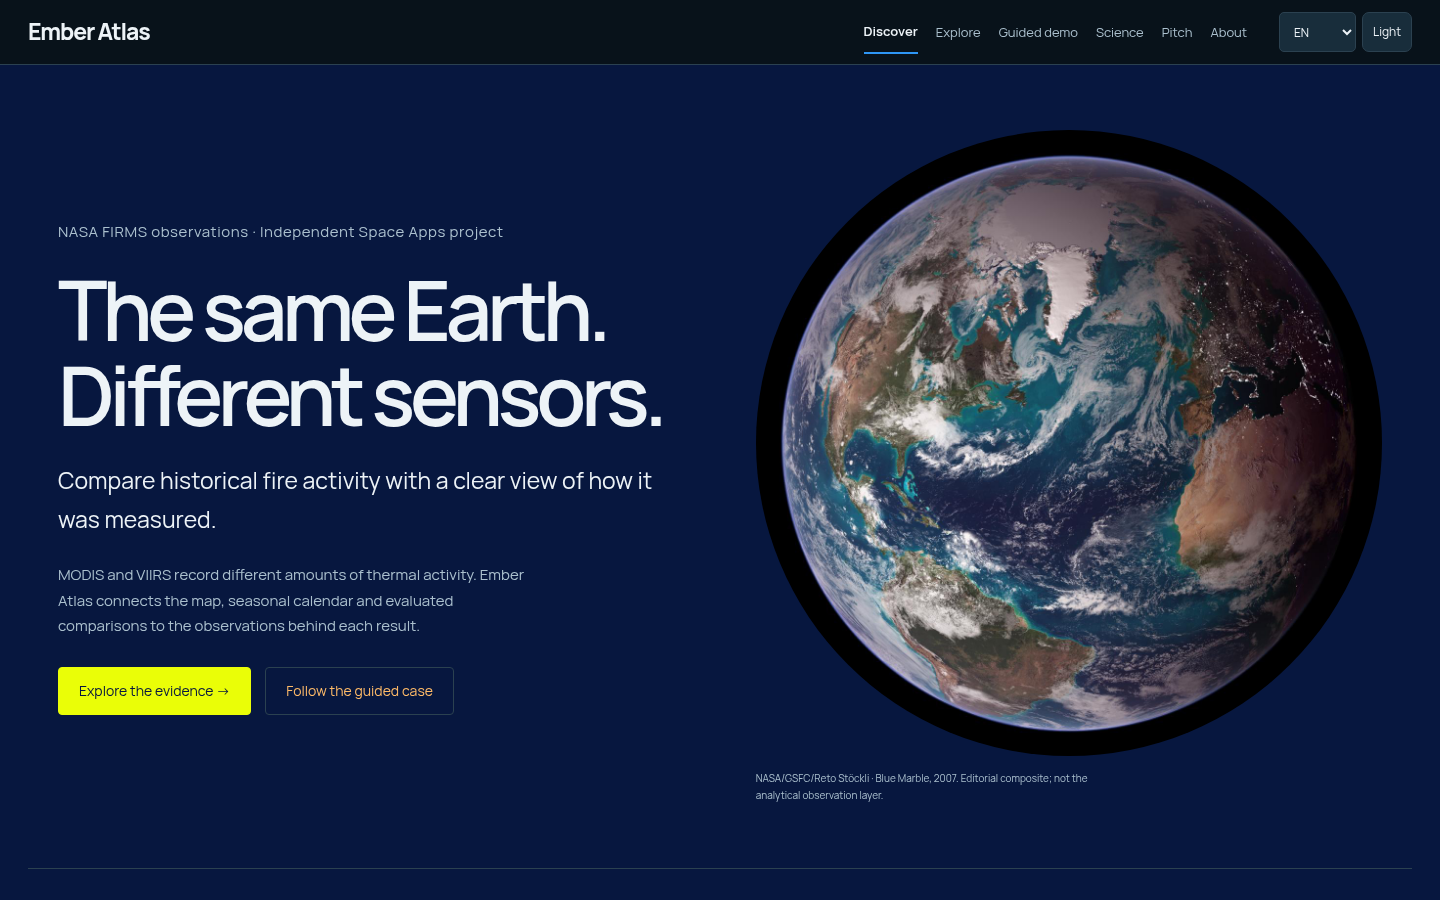 Ember Atlas
Discover Explore Guided demo Science Pitch About EN Light
NASA FIRMS observations · Independent Space Apps project
The same Earth.
Different sensors.
Compare historical fire activity with a clear view of how it
was measured.
MODIS and VIIRS record different amounts of thermal activity. Ember
Atlas connects the map, seasonal calendar and evaluated
comparisons to the observations behind each result.
Explore the evidence → Follow the guided case
NASA/GSFC/Reto Stöckli · Blue Marble, 2007. Editorial composite; not the
analytical observation layer.